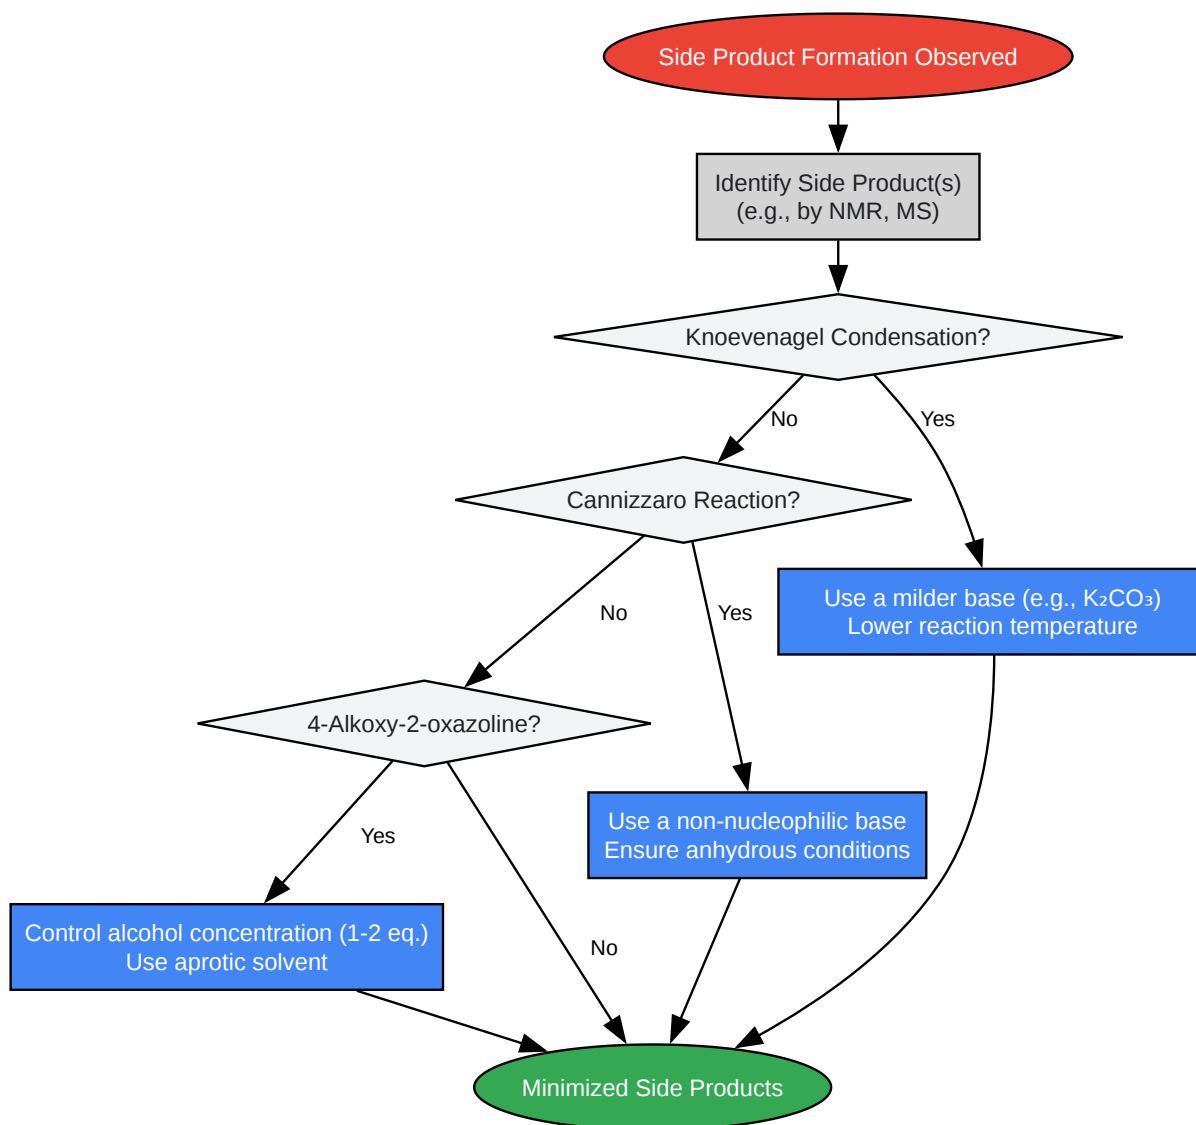 Side Product Formation Observed
Identify Side Product(s)
(e.g., by NMR, MS)
Knoevenagel Condensation?
No
Yes
Cannizzaro Reaction?
No
Yes
Use a milder base (e.g., K₂CO₃)
Lower reaction temperature
4-Alkoxy-2-oxazoline?
Yes
No
Use a non-nucleophilic base
Ensure anhydrous conditions
Control alcohol concentration (1-2 eq.)
Use aprotic solvent
Minimized Side Products